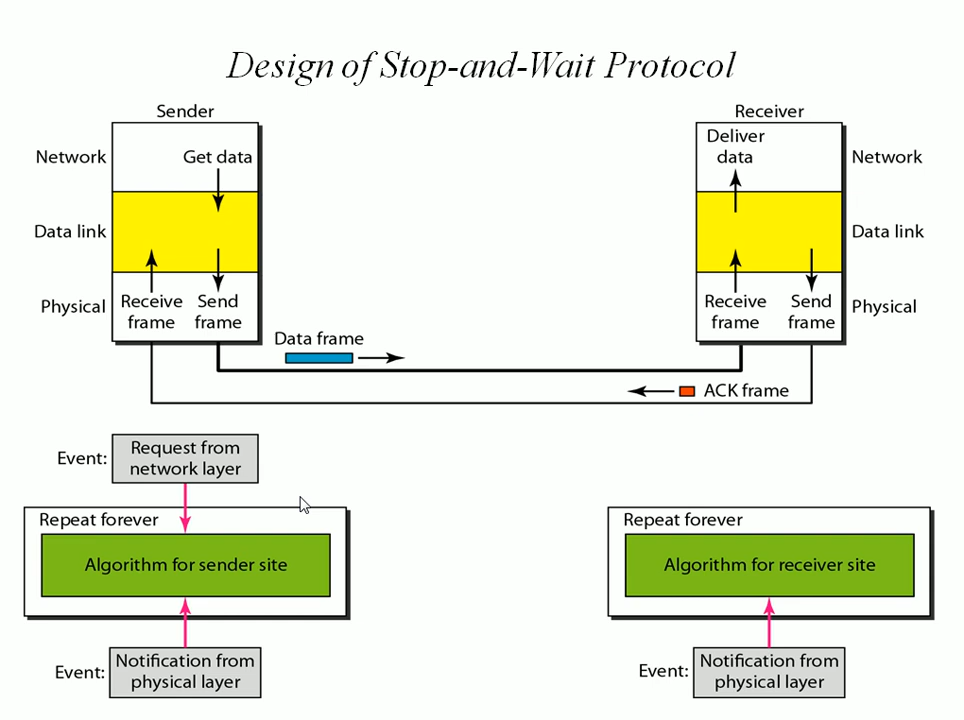 Design of Stop-and-Wait Protocol
Sender
Receiver
Network
Get data
Deliver
data
Network
Data link
Data link
Physical
Receive
frame
Send
frame
Receive
frame
Send
frame
Physical
Data frame
ACK frame
Event:
Request from
network layer
Repeat forever
Algorithm for sender site
Event:
Notification from
physical layer
Repeat forever
Algorithm for receiver site
Event:
Notification from
physical layer